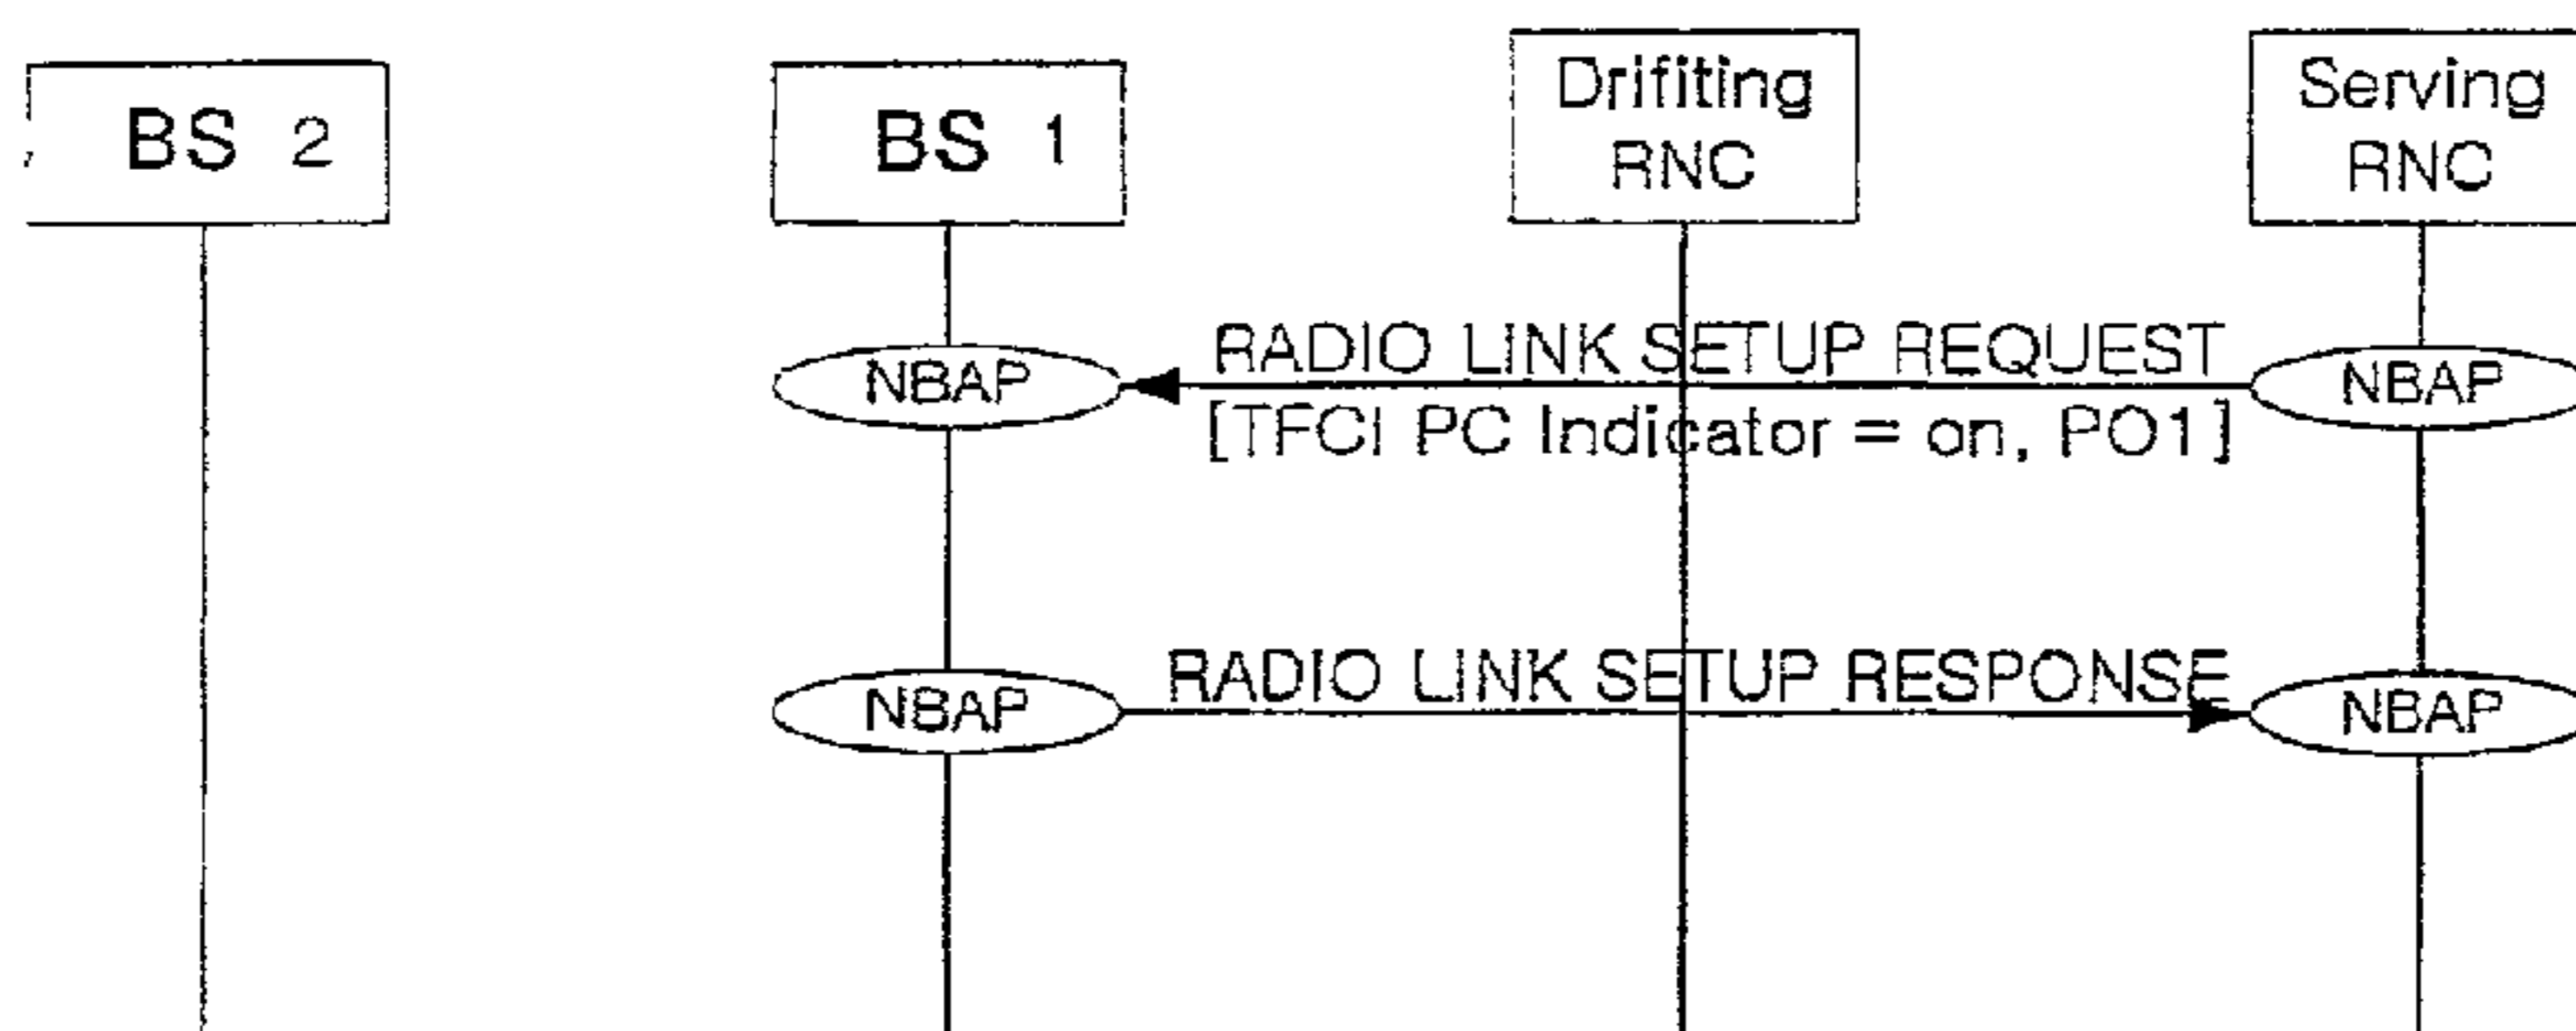 BS 2
BS 1
Drifiting
RNC
Serving
RNC
RADIO LINK SETUP REQUEST
NBAP
NBAP
[TFCI PC Indicator = on, PO1]
RADIO LINK SETUP RESPONSE
NBAP
NBAP